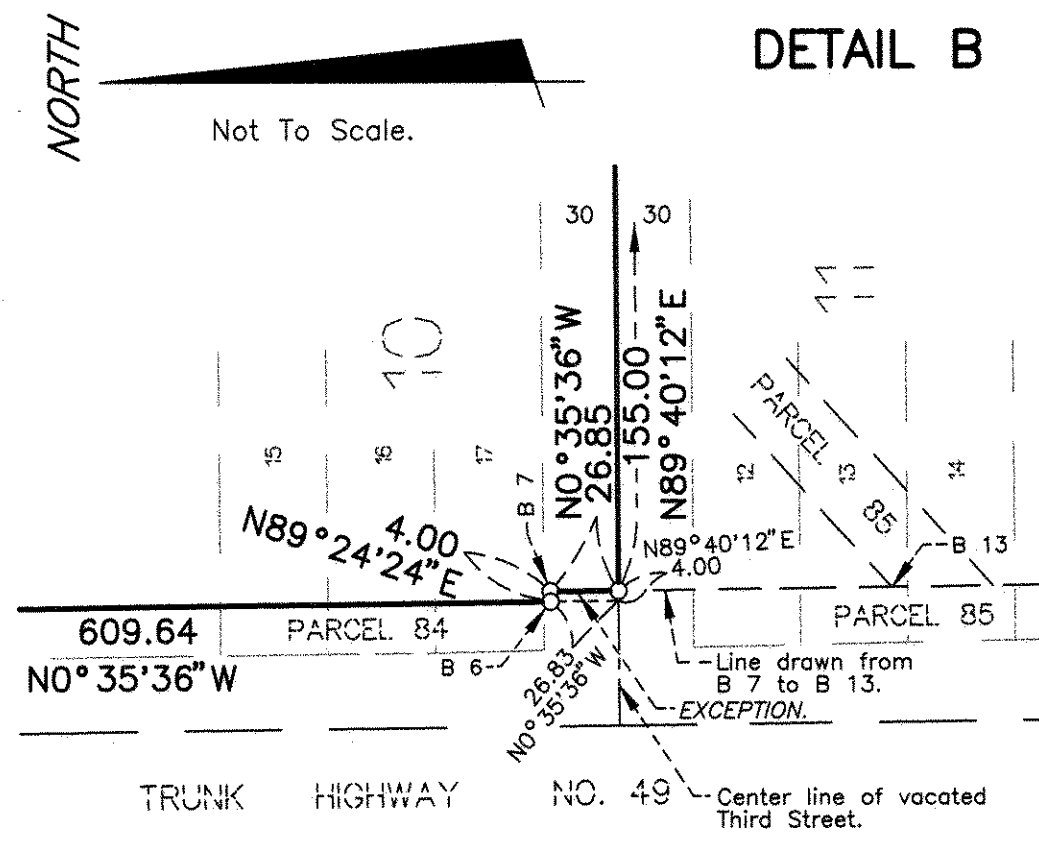 NORTH
DETAIL B
Not To Scale.
30
30
10
11
15
16
17
12
13
14
B 7
N0°35'36"W
26.85
155.00
N89°40'12"E
PARCEL 85
4.00
N89°24'24"E
N89°40'12"E
4.00
B 13
609.64
N0°35'36"W
PARCEL 84
B 6
26.83
N0°35'36"W
PARCEL 85
Line drawn from
B 7 to B 13.
EXCEPTION.
TRUNK HIGHWAY NO. 49
Center line of vacated
Third Street.